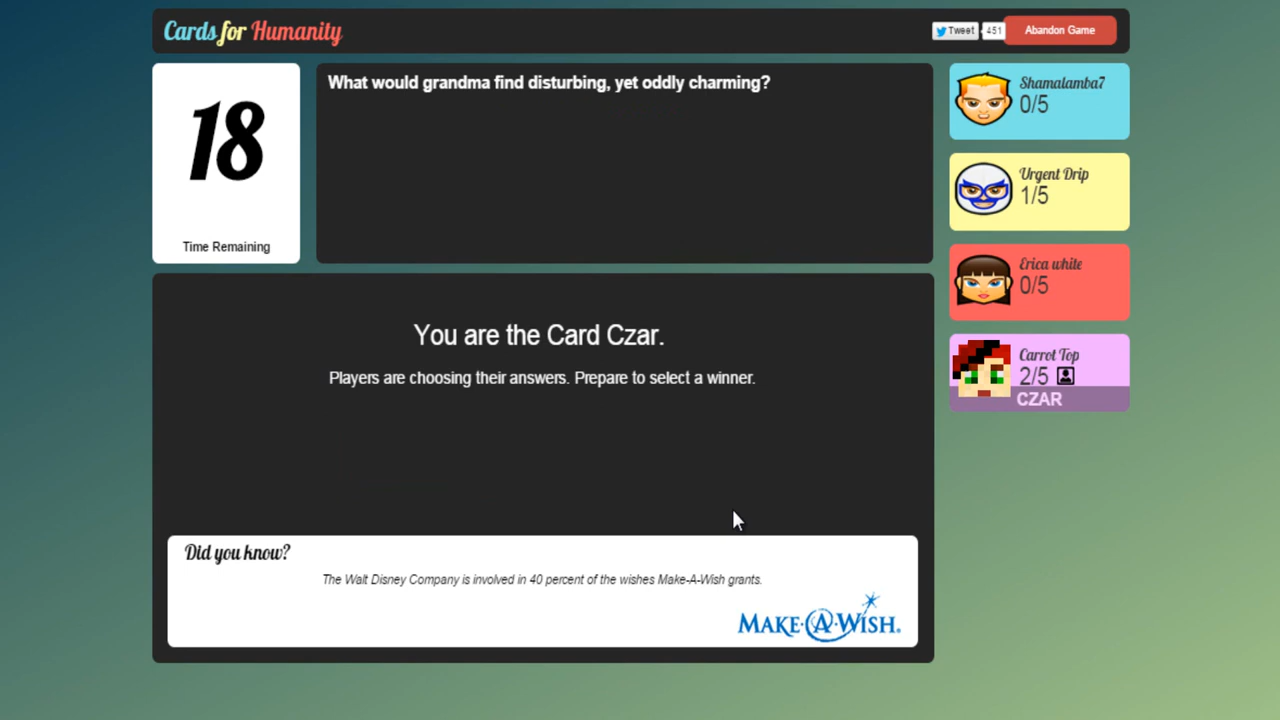 Cards for Humanity
Tweet 451
Abandon Game
18
Time Remaining
What would grandma find disturbing, yet oddly charming?
Shamalamba7
0/5
Urgent Drip
1/5
Erica white
0/5
Carrot Top
2/5
CZAR
You are the Card Czar.
Players are choosing their answers. Prepare to select a winner.
Did you know?
The Walt Disney Company is involved in 40 percent of the wishes Make-A-Wish grants.
MAKE·A·WISH®